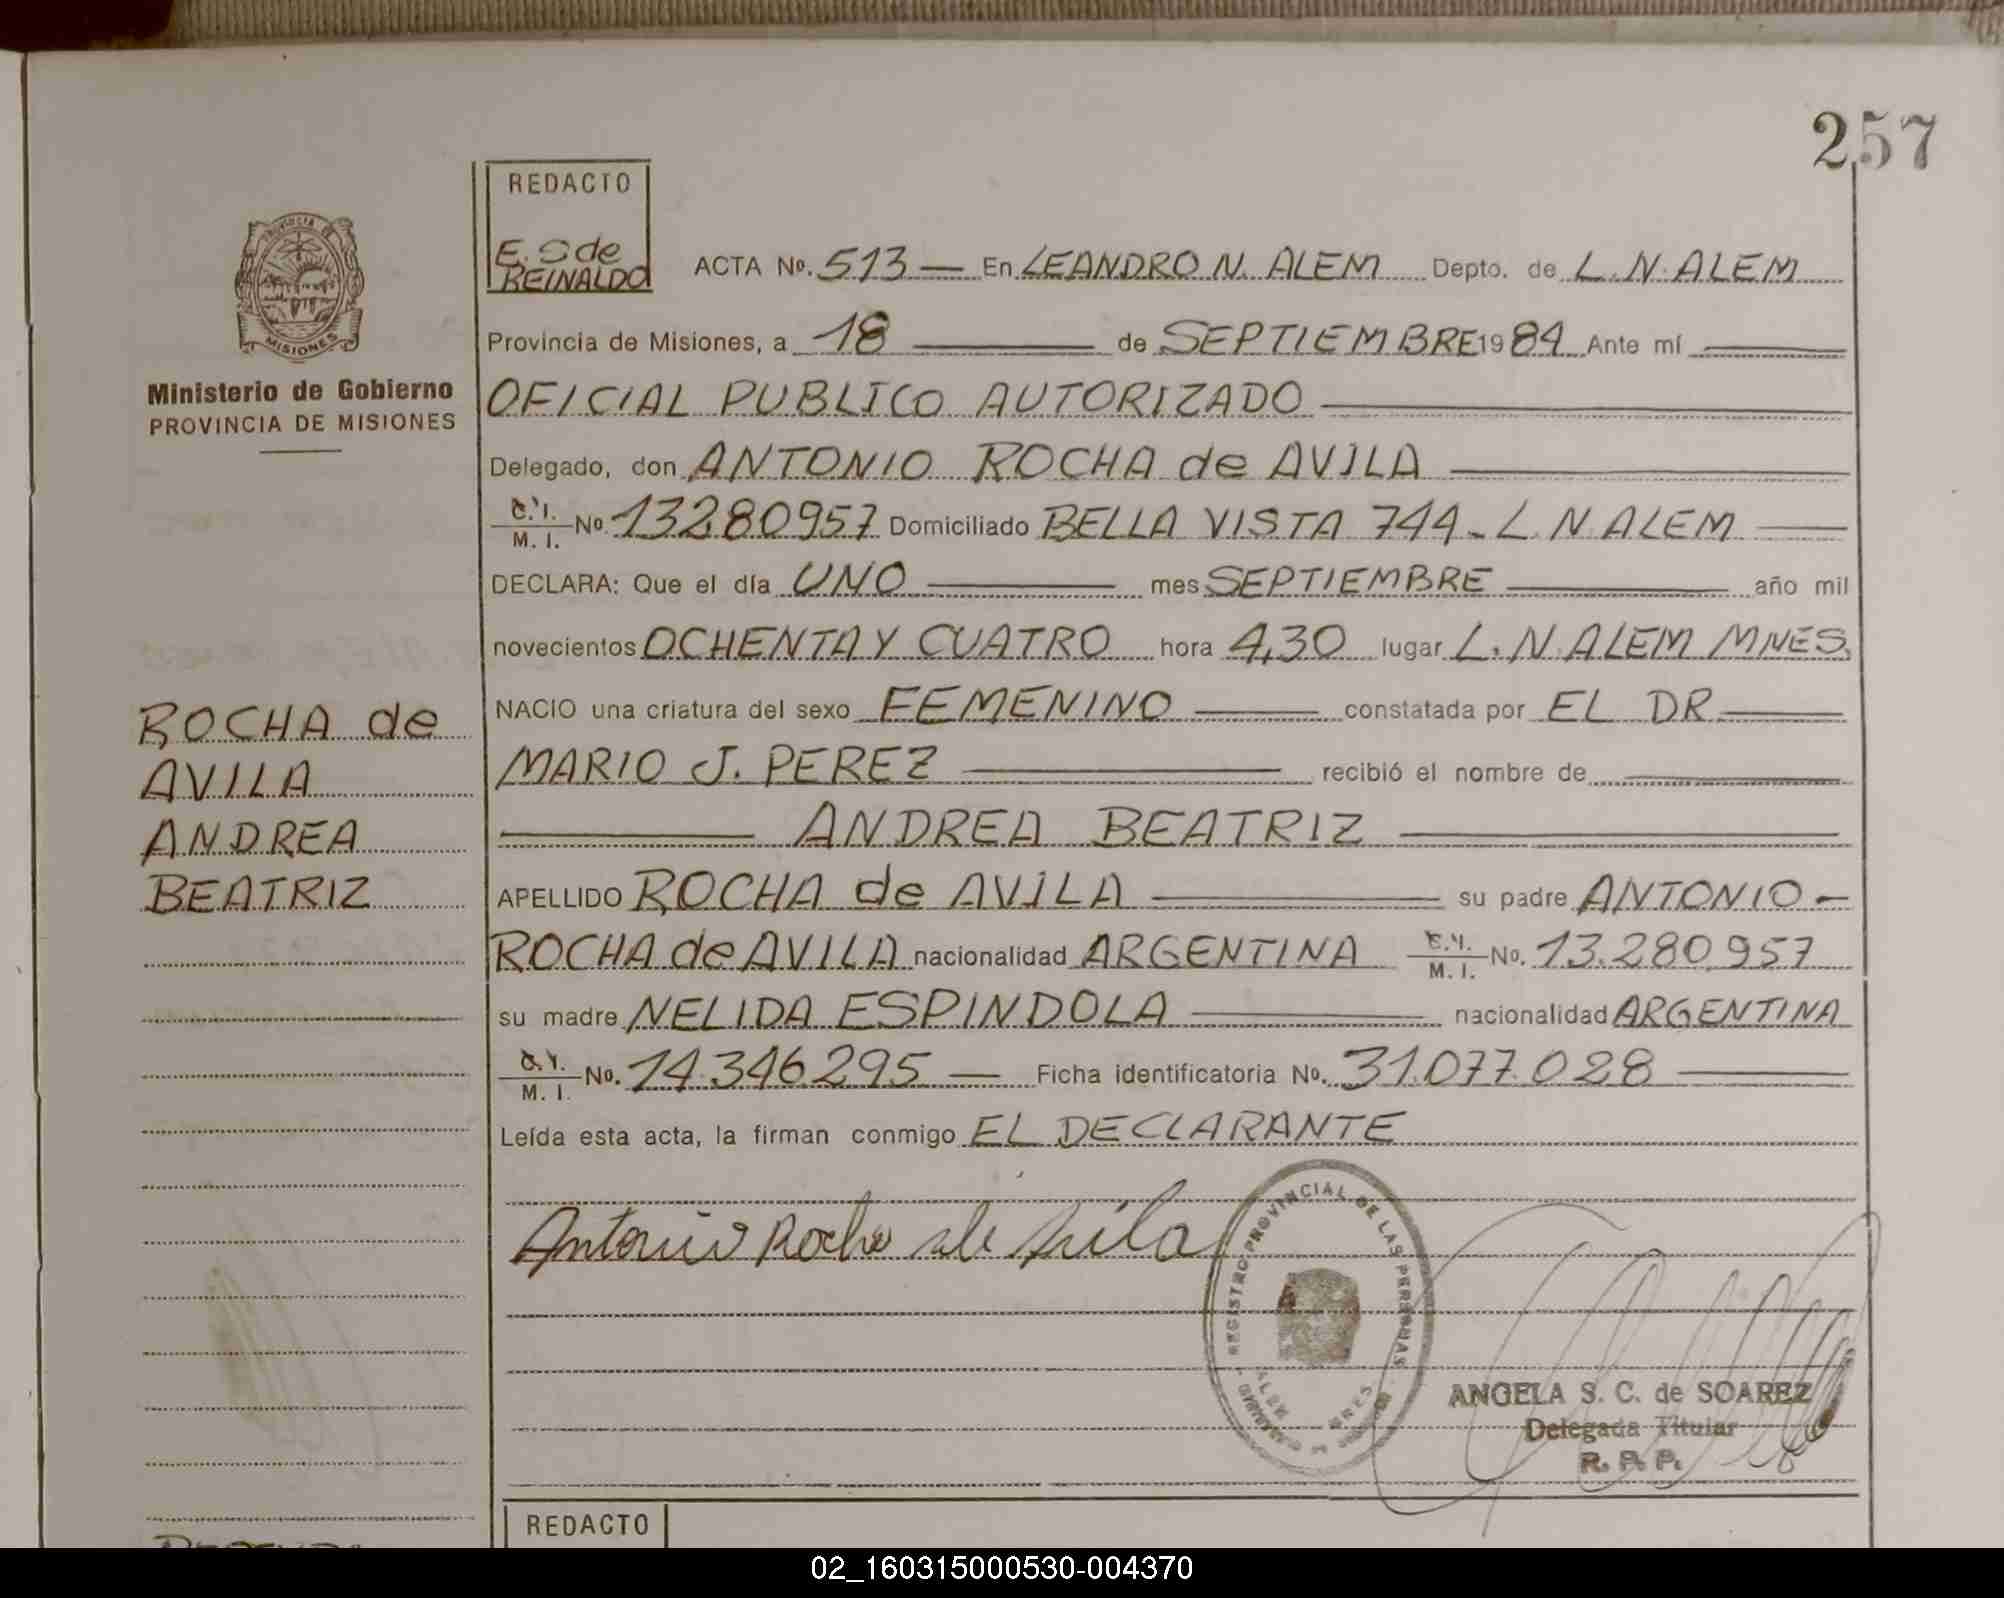 257
REDACTO
E. S de
REINALDO
ACTA No. 513 — En LEANDRO N. ALEM Depto. de L. N. ALEM
PROVINCIA DE
MISIONES
Provincia de Misiones, a 18 de SEPTIEMBRE 1984 Ante mí
Ministerio de Gobierno
PROVINCIA DE MISIONES
OFICIAL PUBLICO AUTORIZADO
Delegado, don ANTONIO ROCHA de AVILA
C. I. M. I. No. 13280957 Domiciliado BELLA VISTA 744 - L. N ALEM
DECLARA: Que el día UNO mes SEPTIEMBRE año mil
novecientos OCHENTA Y CUATRO hora 4,30 lugar L. N. ALEM MNES.
NACIO una criatura del sexo FEMENINO constatada por EL DR
MARIO J. PEREZ recibió el nombre de
ANDREA BEATRIZ
ROCHA de
AVILA
ANDREA
BEATRIZ
APELLIDO ROCHA de AVILA su padre ANTONIO —
ROCHA de AVILA nacionalidad ARGENTINA C. I. M. I. No. 13.280.957
su madre NELIDA ESPINDOLA nacionalidad ARGENTINA
C. I. M. I. No. 14.346.295 — Ficha identificatoria No. 31.077.028
Leída esta acta, la firman conmigo EL DECLARANTE
Antonio Rocha de Avila
REGISTRO PROVINCIAL DE LAS PERSONAS
ALEM MNES
ANGELA S. C. de SOAREZ
Delegada Titular
R. P. P.
REDACTO
02_160315000530-004370